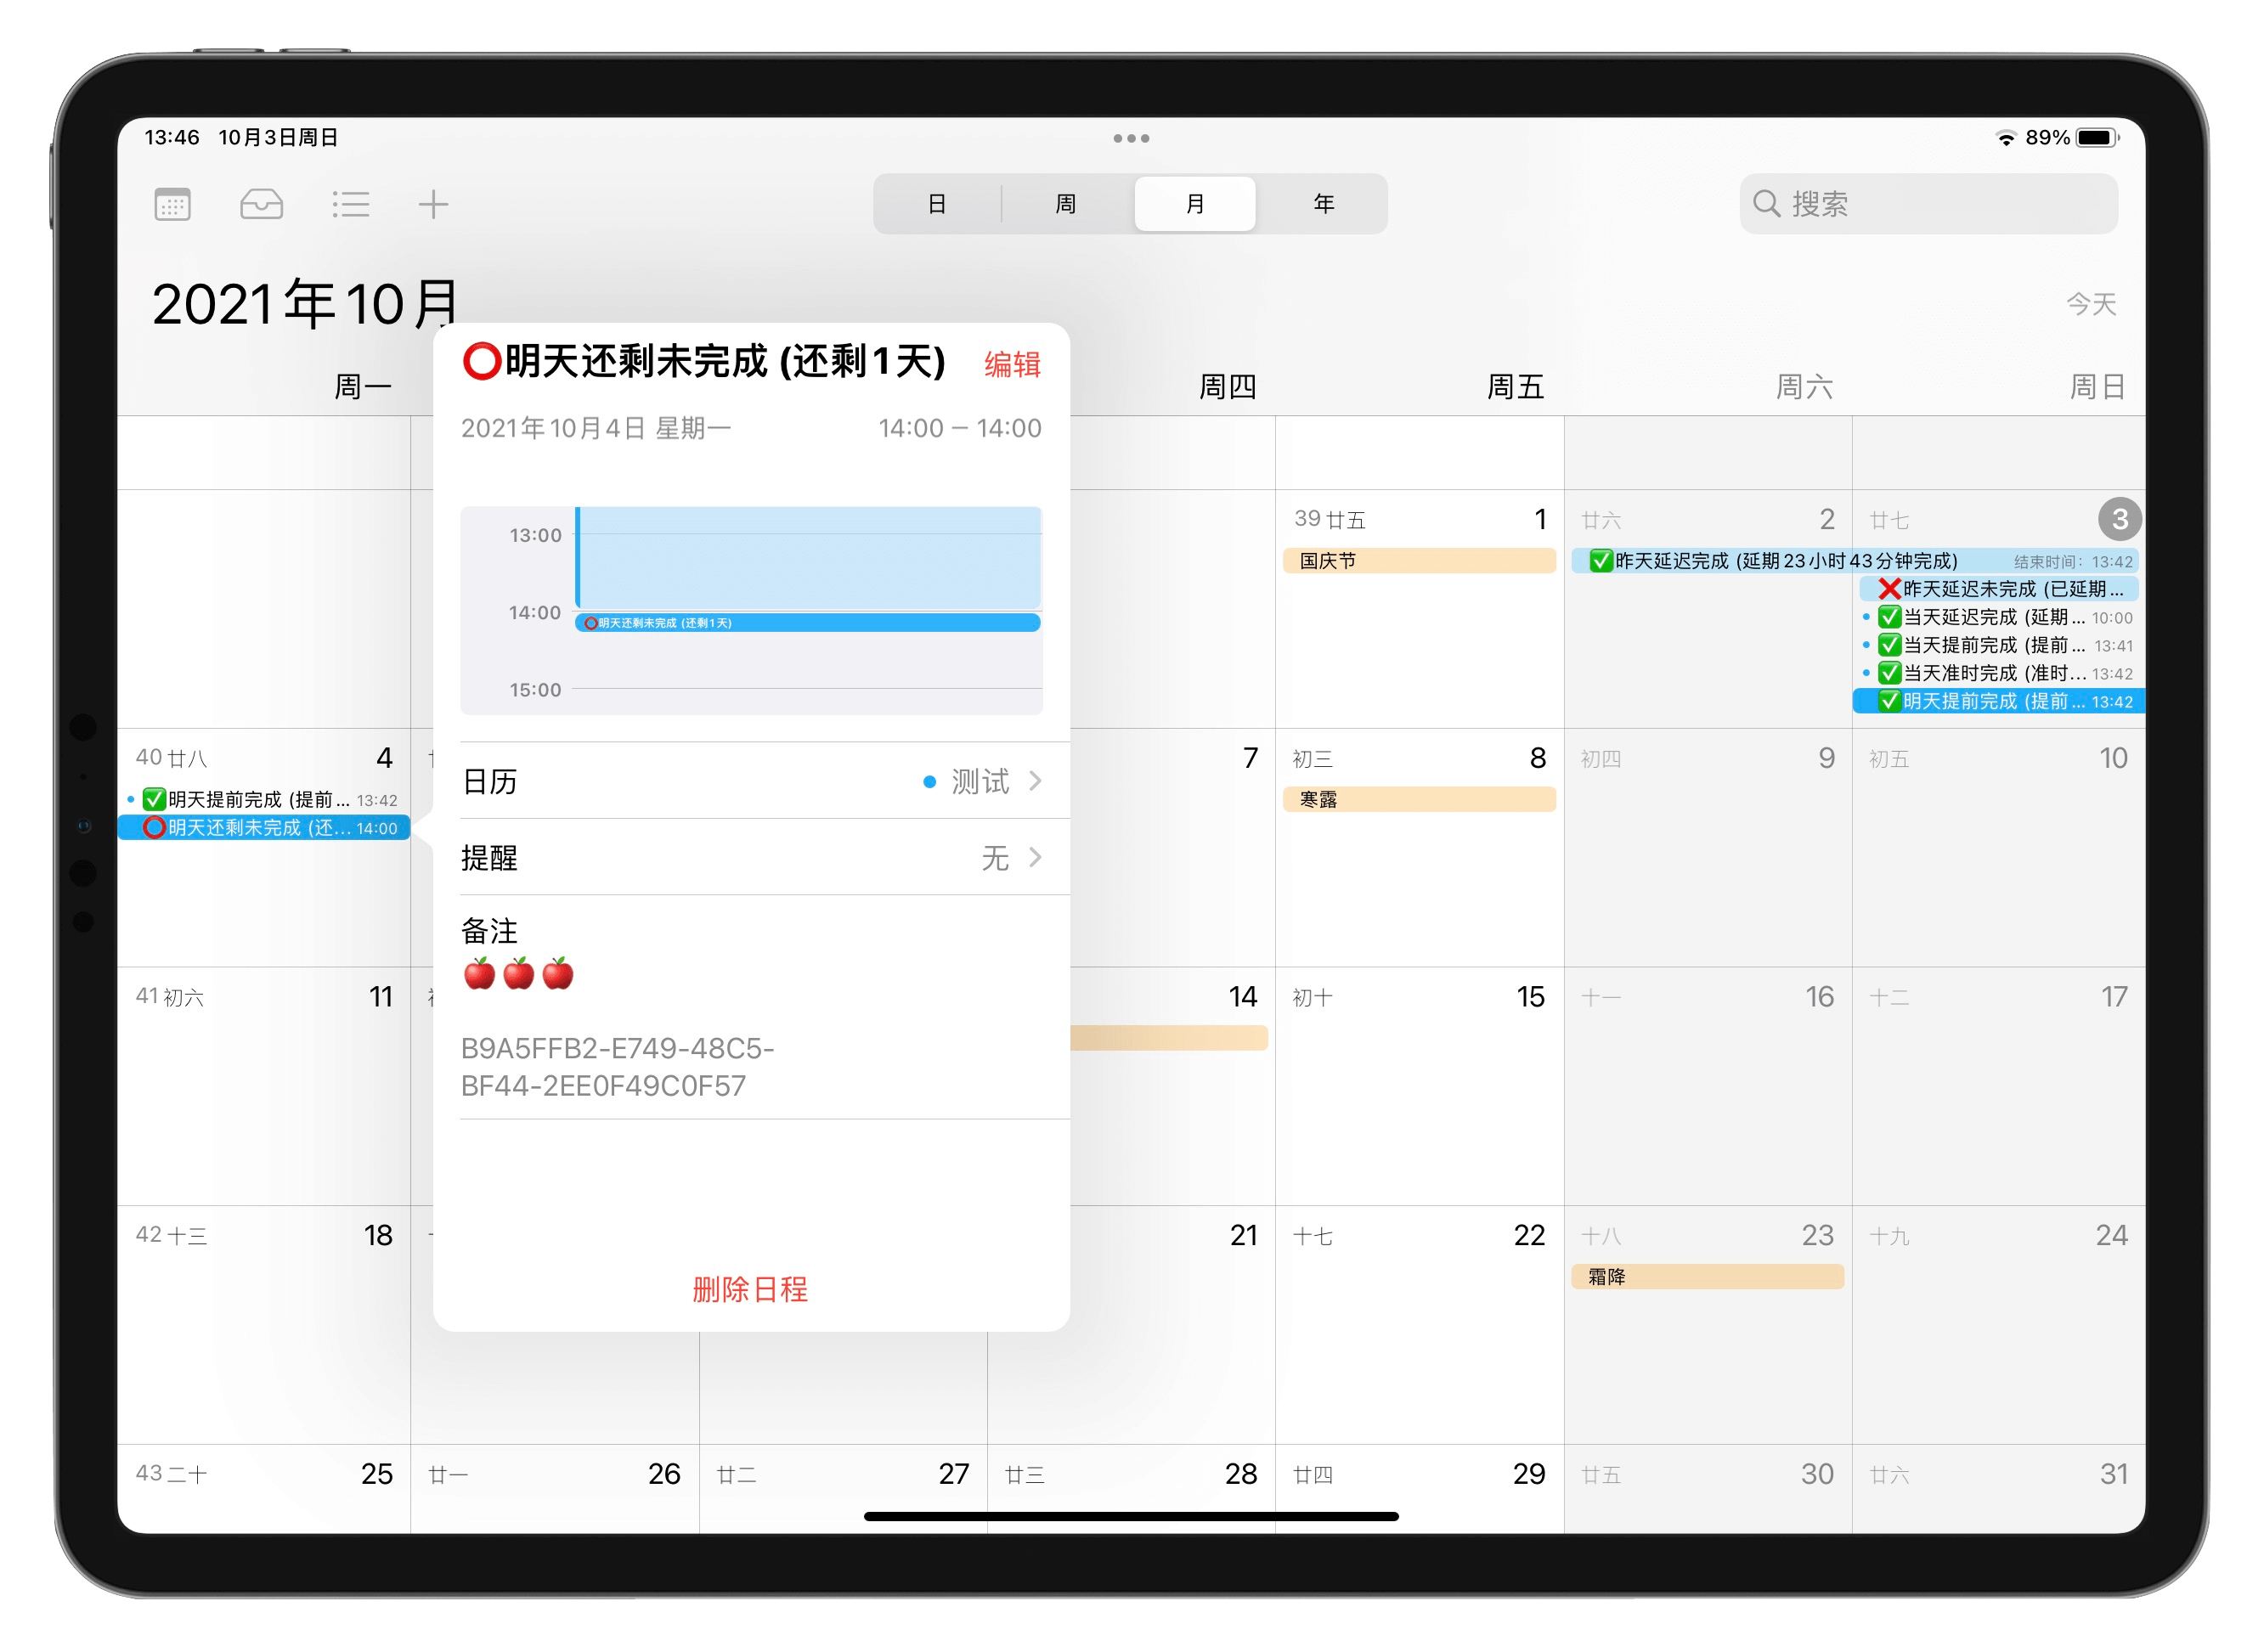 13:46 10月3日周日
89%
日 周 月 年
搜索
2021年10月
今天
周一 周四 周五 周六 周日
⭕明天还剩未完成 (还剩1天) 编辑
2021年10月4日 星期一 14:00 – 14:00
13:00
14:00
⭕明天还剩未完成 (还剩1天)
15:00
日历 测试
提醒 无
备注
🍎🍎🍎
B9A5FFB2-E749-48C5-
BF44-2EE0F49C0F57
删除日程
39 廿五 1 廿六 2 廿七 3
国庆节
✅昨天延迟完成 (延期23小时43分钟完成) 结束时间: 13:42
❌昨天延迟未完成 (已延期…
✅当天延迟完成 (延期… 10:00
✅当天提前完成 (提前… 13:41
✅当天准时完成 (准时… 13:42
✅明天提前完成 (提前… 13:42
40 廿八 4 7 初三 8 初四 9 初五 10
✅明天提前完成 (提前… 13:42
⭕明天还剩未完成 (还… 14:00
寒露
41 初六 11 14 初十 15 十一 16 十二 17
42 十三 18 21 十七 22 十八 23 十九 24
霜降
43 二十 25 廿一 26 廿二 27 廿三 28 廿四 29 廿五 30 廿六 31